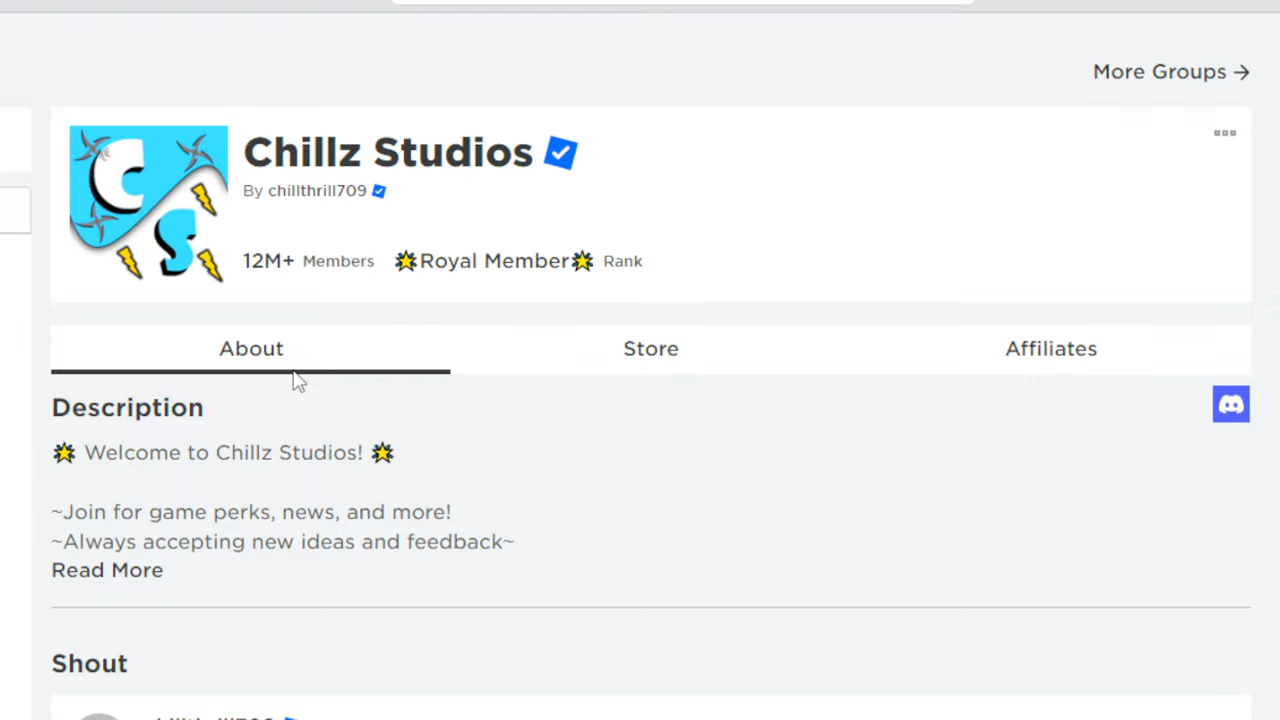 More Groups →
C
S
Chillz Studios
By chillthrill709
12M+ Members 🌟Royal Member🌟 Rank
About Store Affiliates
Description
🌟 Welcome to Chillz Studios! 🌟
~Join for game perks, news, and more!
~Always accepting new ideas and feedback~
Read More
Shout